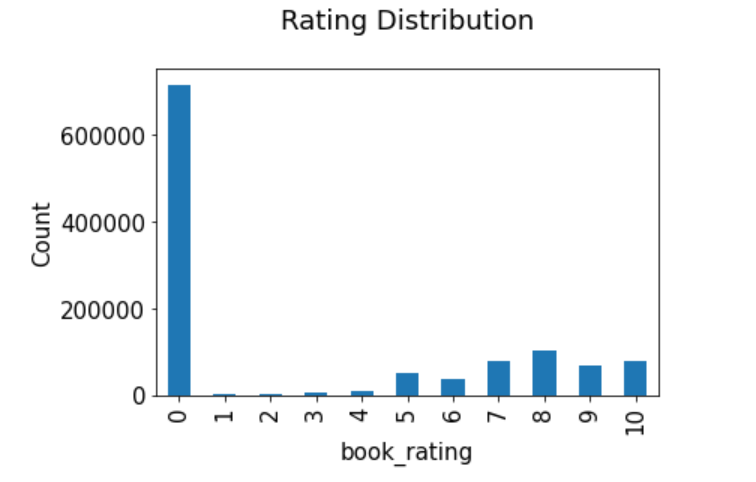 Rating Distribution
600000
400000
200000
0
Count
0 1 2 3 4 5 6 7 8 9 10
book_rating